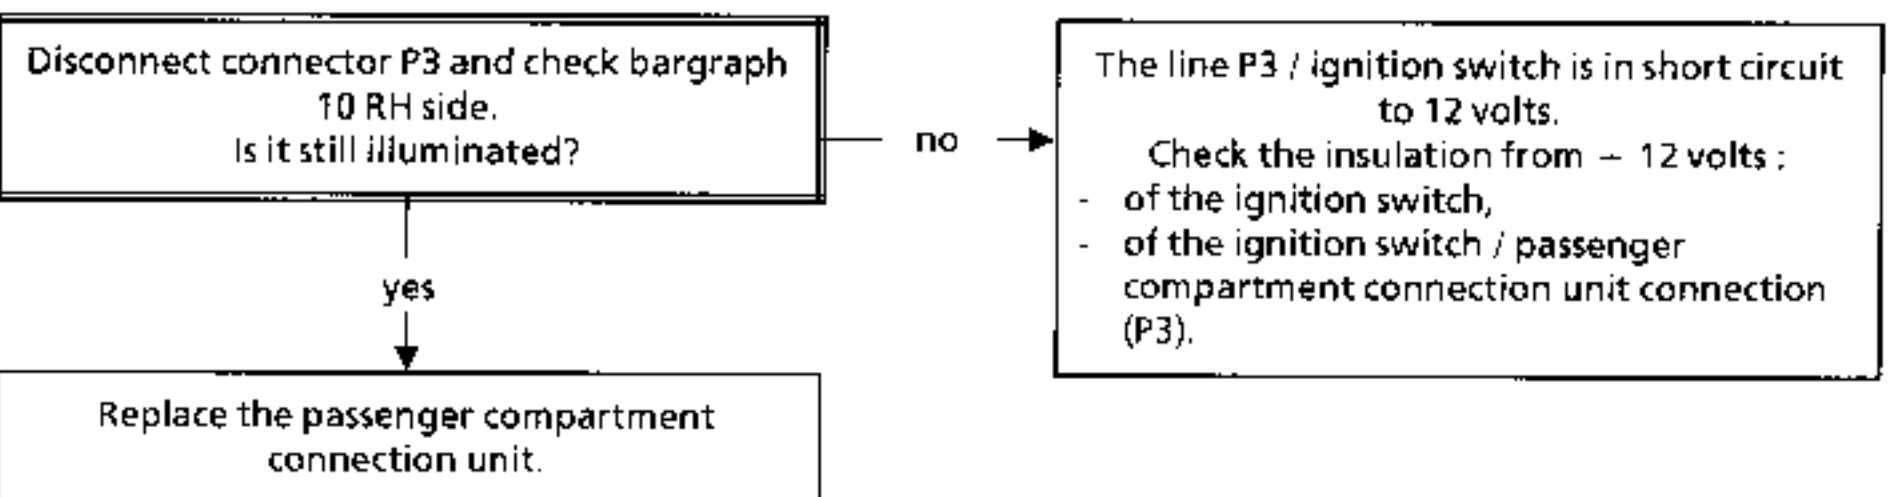 Disconnect connector P3 and check bargraph
10 RH side.
Is it still illuminated?
no
The line P3 / ignition switch is in short circuit
to 12 volts.
Check the insulation from – 12 volts :
- of the ignition switch,
- of the ignition switch / passenger
compartment connection unit connection
(P3).
yes
Replace the passenger compartment
connection unit.